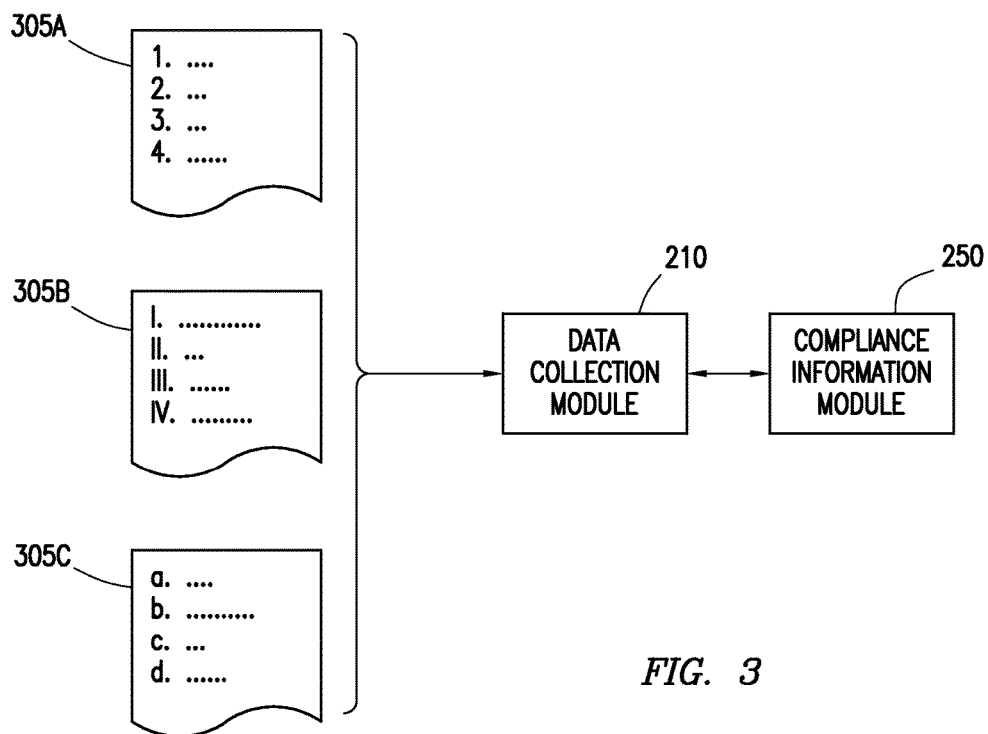 305A
1. ....
2. ...
3. ...
4. ......
305B
I. ............
II. ...
III. ......
IV. .........
305C
a. ....
b. ..........
c. ...
d. ......
210
DATA
COLLECTION
MODULE
250
COMPLIANCE
INFORMATION
MODULE
FIG. 3